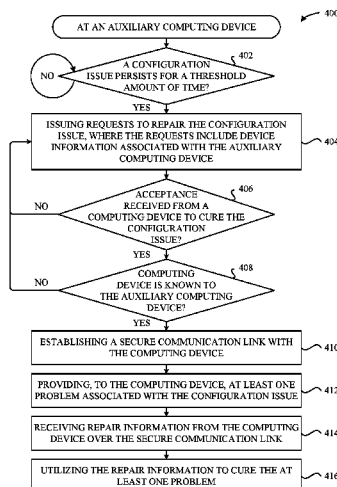 400
AT AN AUXILIARY COMPUTING DEVICE
402
A CONFIGURATION
ISSUE PERSISTS FOR A THRESHOLD
AMOUNT OF TIME?
NO
YES
ISSUING REQUESTS TO REPAIR THE CONFIGURATION
ISSUE, WHERE THE REQUESTS INCLUDE DEVICE
INFORMATION ASSOCIATED WITH THE AUXILIARY
COMPUTING DEVICE
404
406
ACCEPTANCE
RECEIVED FROM A
COMPUTING DEVICE TO CURE THE
CONFIGURATION
ISSUE?
NO
YES
408
COMPUTING
DEVICE IS KNOWN TO
THE AUXILIARY COMPUTING
DEVICE?
NO
YES
ESTABLISHING A SECURE COMMUNICATION LINK WITH
THE COMPUTING DEVICE
410
PROVIDING, TO THE COMPUTING DEVICE, AT LEAST ONE
PROBLEM ASSOCIATED WITH THE CONFIGURATION ISSUE
412
RECEIVING REPAIR INFORMATION FROM THE COMPUTING
DEVICE OVER THE SECURE COMMUNICATION LINK
414
UTILIZING THE REPAIR INFORMATION TO CURE THE AT
LEAST ONE PROBLEM
416